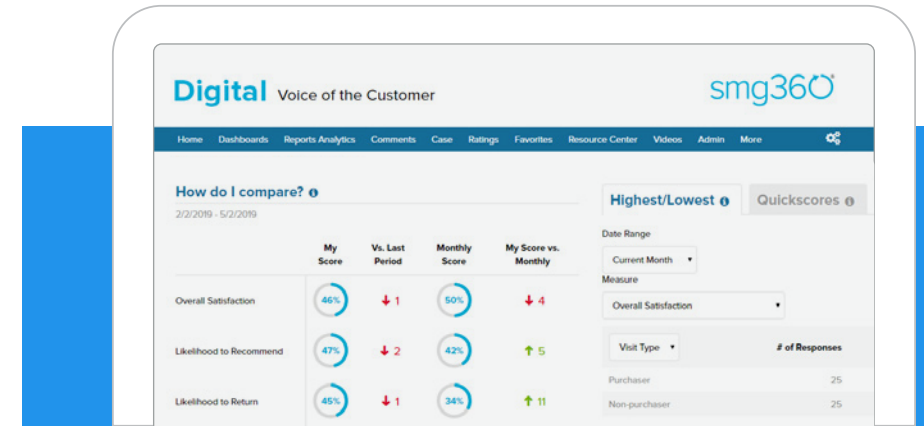 Digital Voice of the Customer
smg360
Home Dashboards Reports Analytics Comments Case Ratings Favorites Resource Center Videos Admin More
How do I compare?
2/2/2019 - 5/2/2019
My Score Vs. Last Period Monthly Score My Score vs. Monthly
Overall Satisfaction 46% 1 50% 4
Likelihood to Recommend 47% 2 42% 5
Likelihood to Return 45% 1 34% 11
Highest/Lowest Quickscores
Date Range
Current Month
Measure
Overall Satisfaction
Visit Type # of Responses
Purchaser 25
Non-purchaser 25